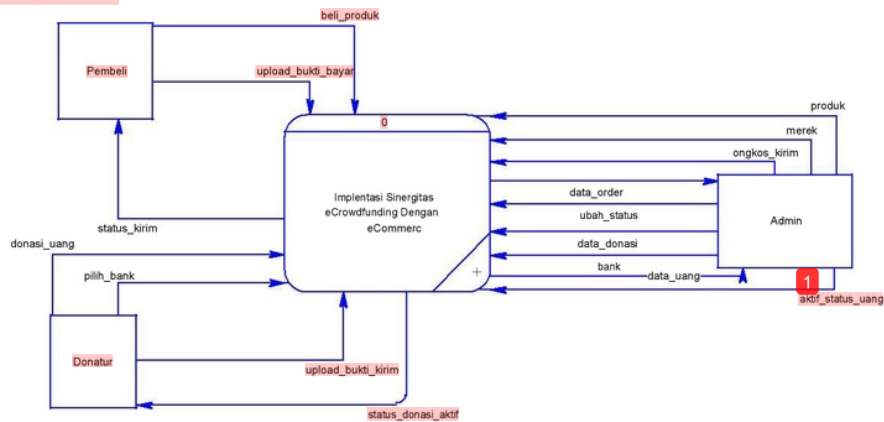 beli_produk
Pembeli
upload_bukti_bayar
0
produk
merek
ongkos_kirim
Implentasi Sinergitas
eCrowdfunding Dengan
eCommerc
data_order
ubah_status
Admin
status_kirim
donasi_uang
data_donasi
pilih_bank
bank
data_uang
1
aktif_status_uang
Donatur
upload_bukti_kirim
status_donasi_aktif